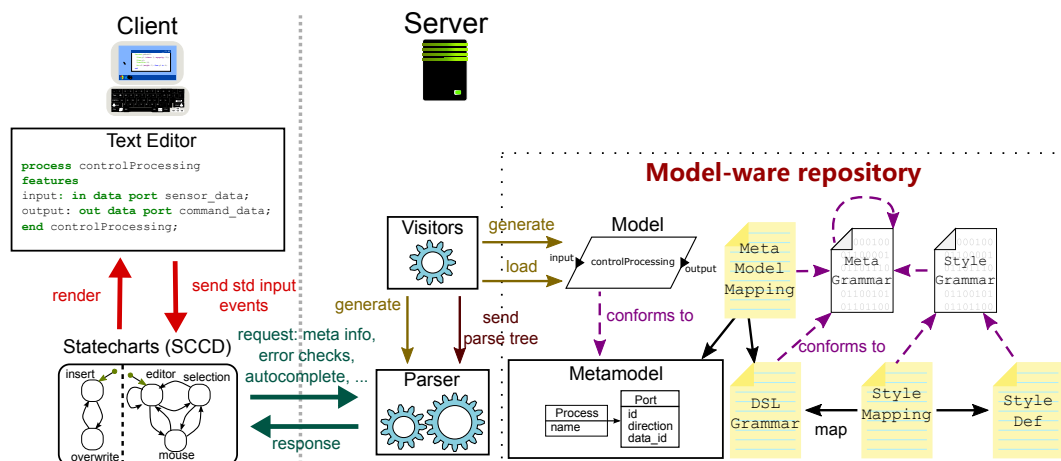 Client
Server
Text Editor
process controlProcessing
features
input: in data port sensor_data;
output: out data port command_data;
end controlProcessing;
render
send std input
events
Statecharts (SCCD)
insert
editor
selection
overwrite
mouse
request: meta info,
error checks,
autocomplete, ...
response
Visitors
generate
load
generate
send
parse tree
Parser
Model-ware repository
Model
input
controlProcessing
output
conforms to
Metamodel
Process
name
Port
id
direction
data_id
Meta
Model
Mapping
Meta
Grammar
Style
Grammar
conforms to
DSL
Grammar
map
Style
Mapping
Style
Def